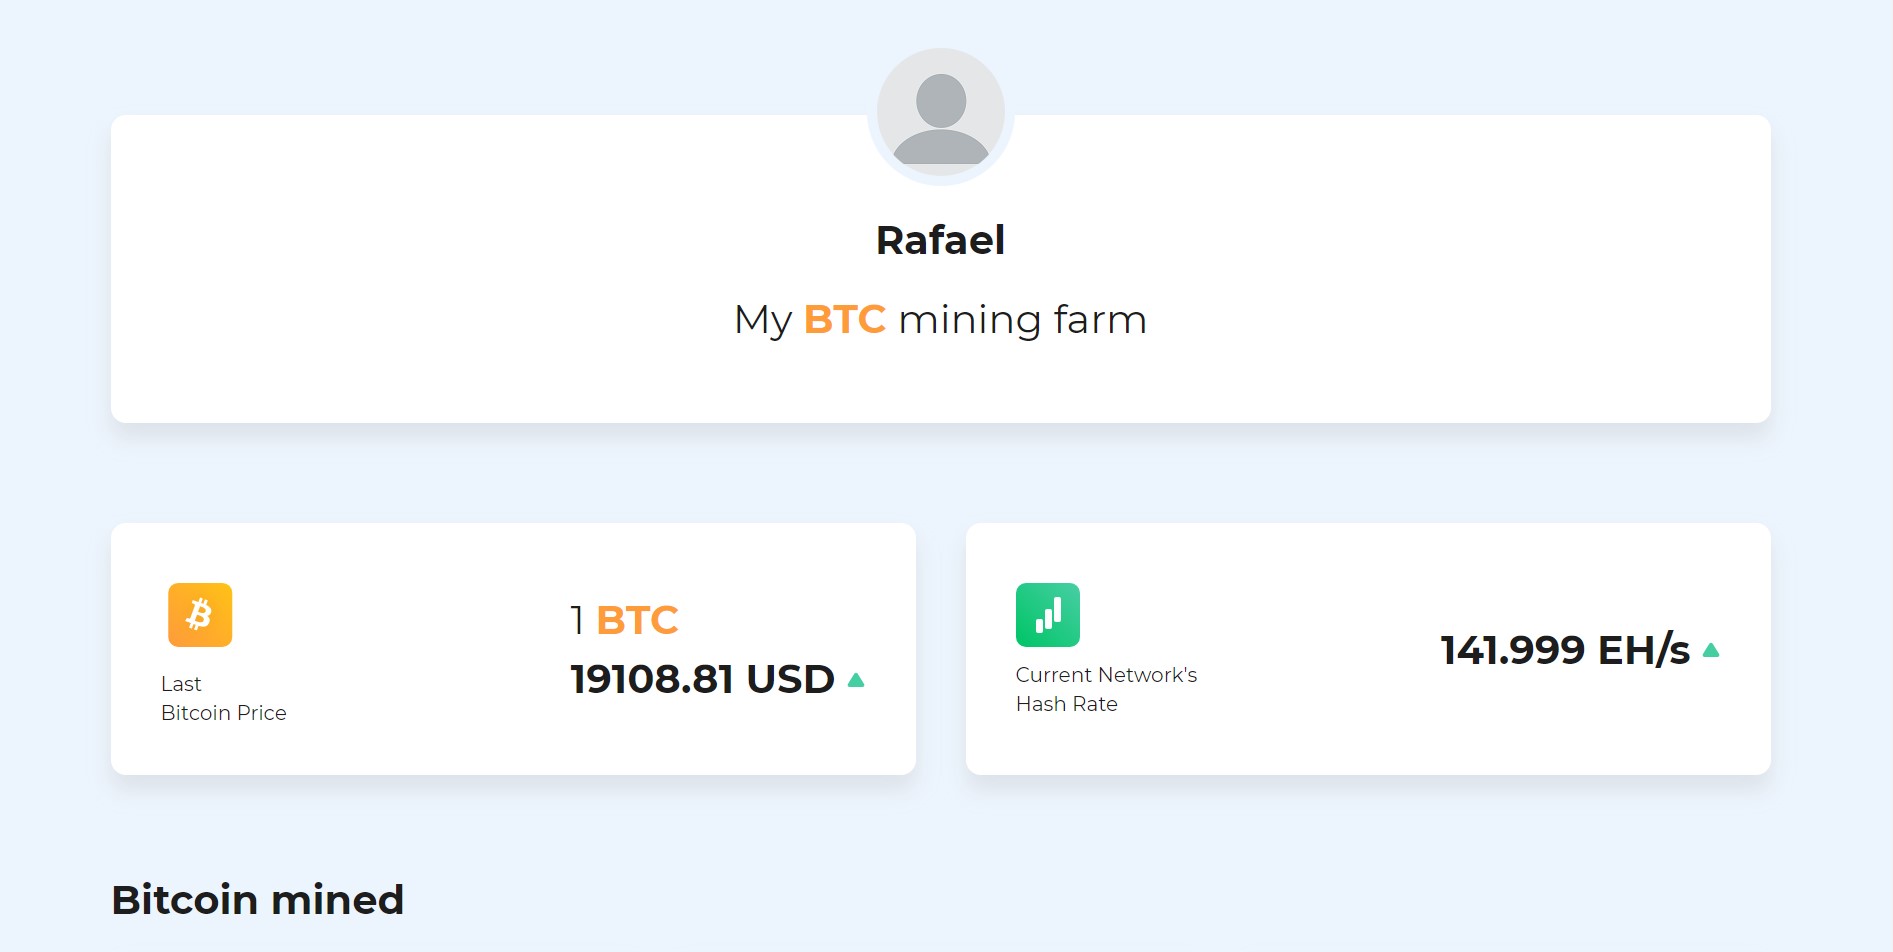 Rafael
My BTC mining farm
1 BTC
19108.81 USD
Last
Bitcoin Price
141.999 EH/s
Current Network's
Hash Rate
Bitcoin mined